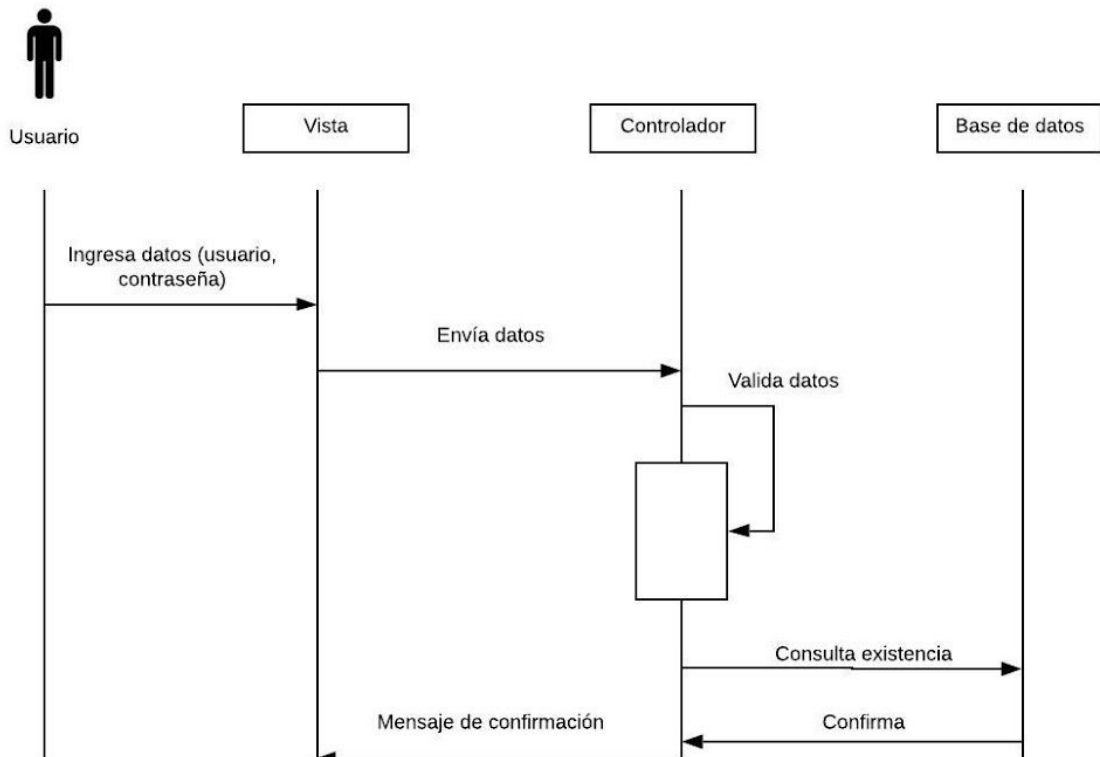 Usuario
Vista
Controlador
Base de datos
Ingresa datos (usuario,
contraseña)
Envía datos
Valida datos
Consulta existencia
Mensaje de confirmación
Confirma